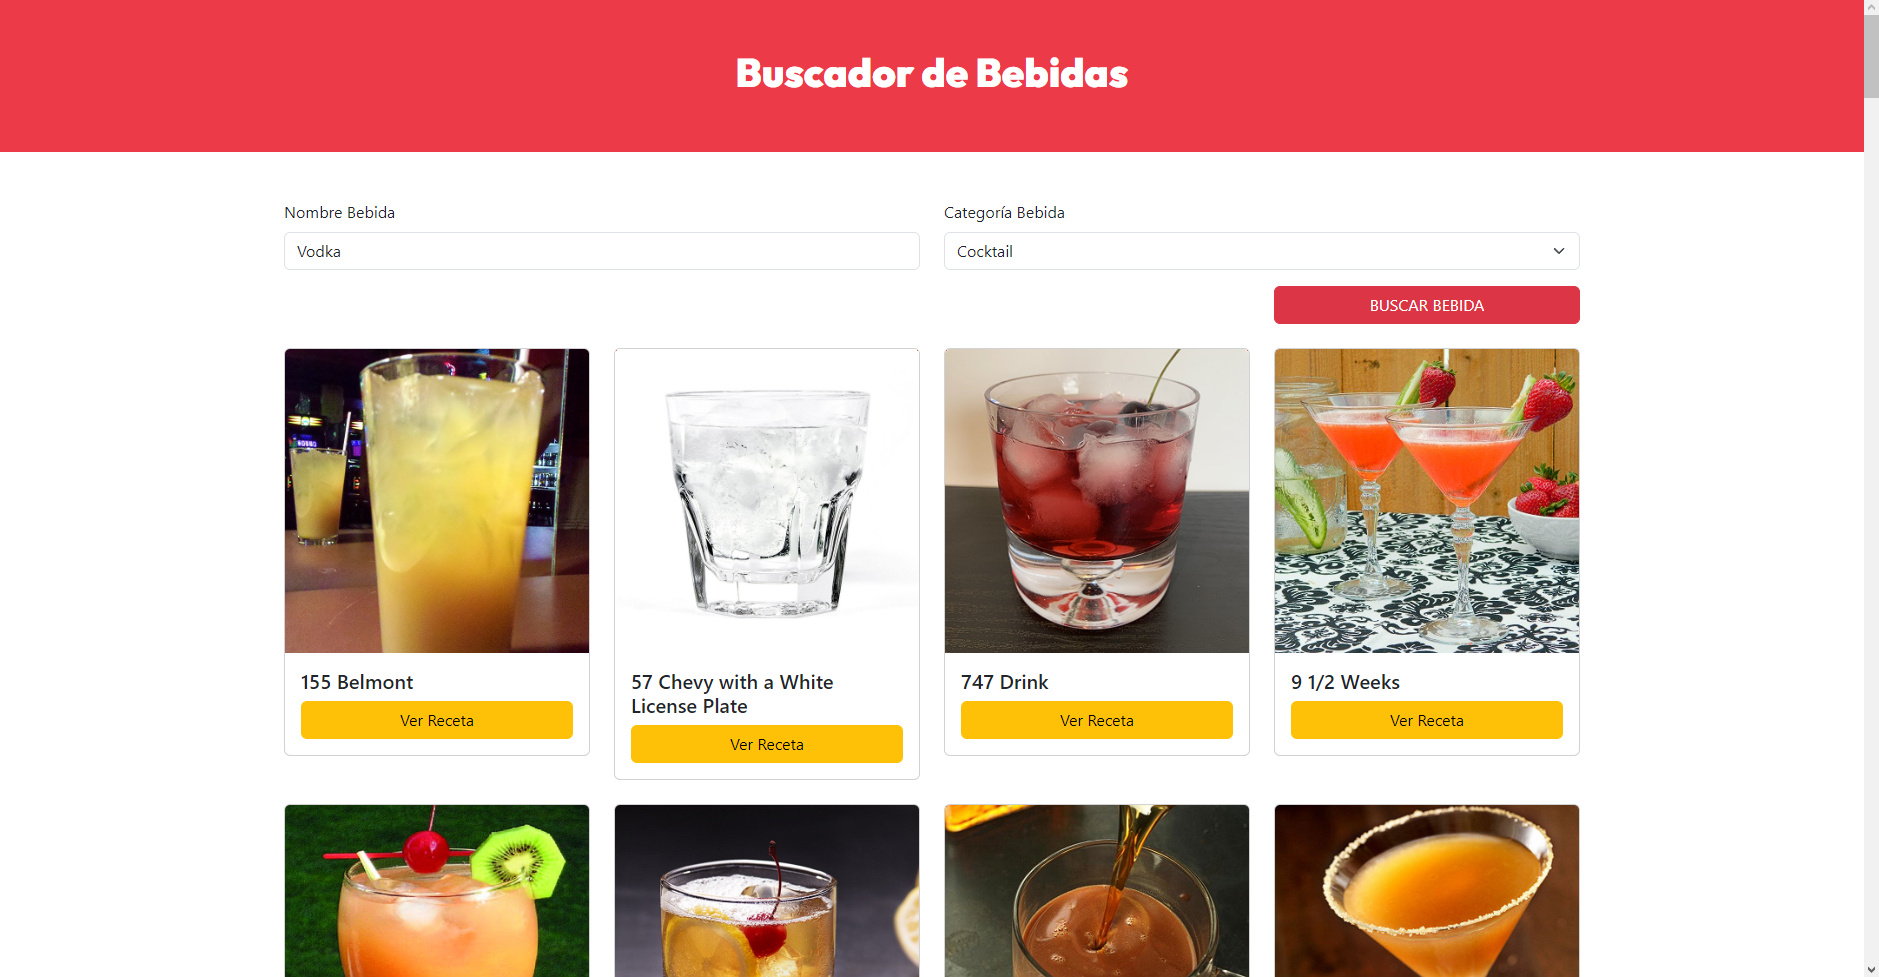 Buscador de Bebidas
Nombre Bebida
Categoría Bebida
Vodka
Cocktail
BUSCAR BEBIDA
155 Belmont
Ver Receta
57 Chevy with a White
License Plate
Ver Receta
747 Drink
Ver Receta
9 1/2 Weeks
Ver Receta